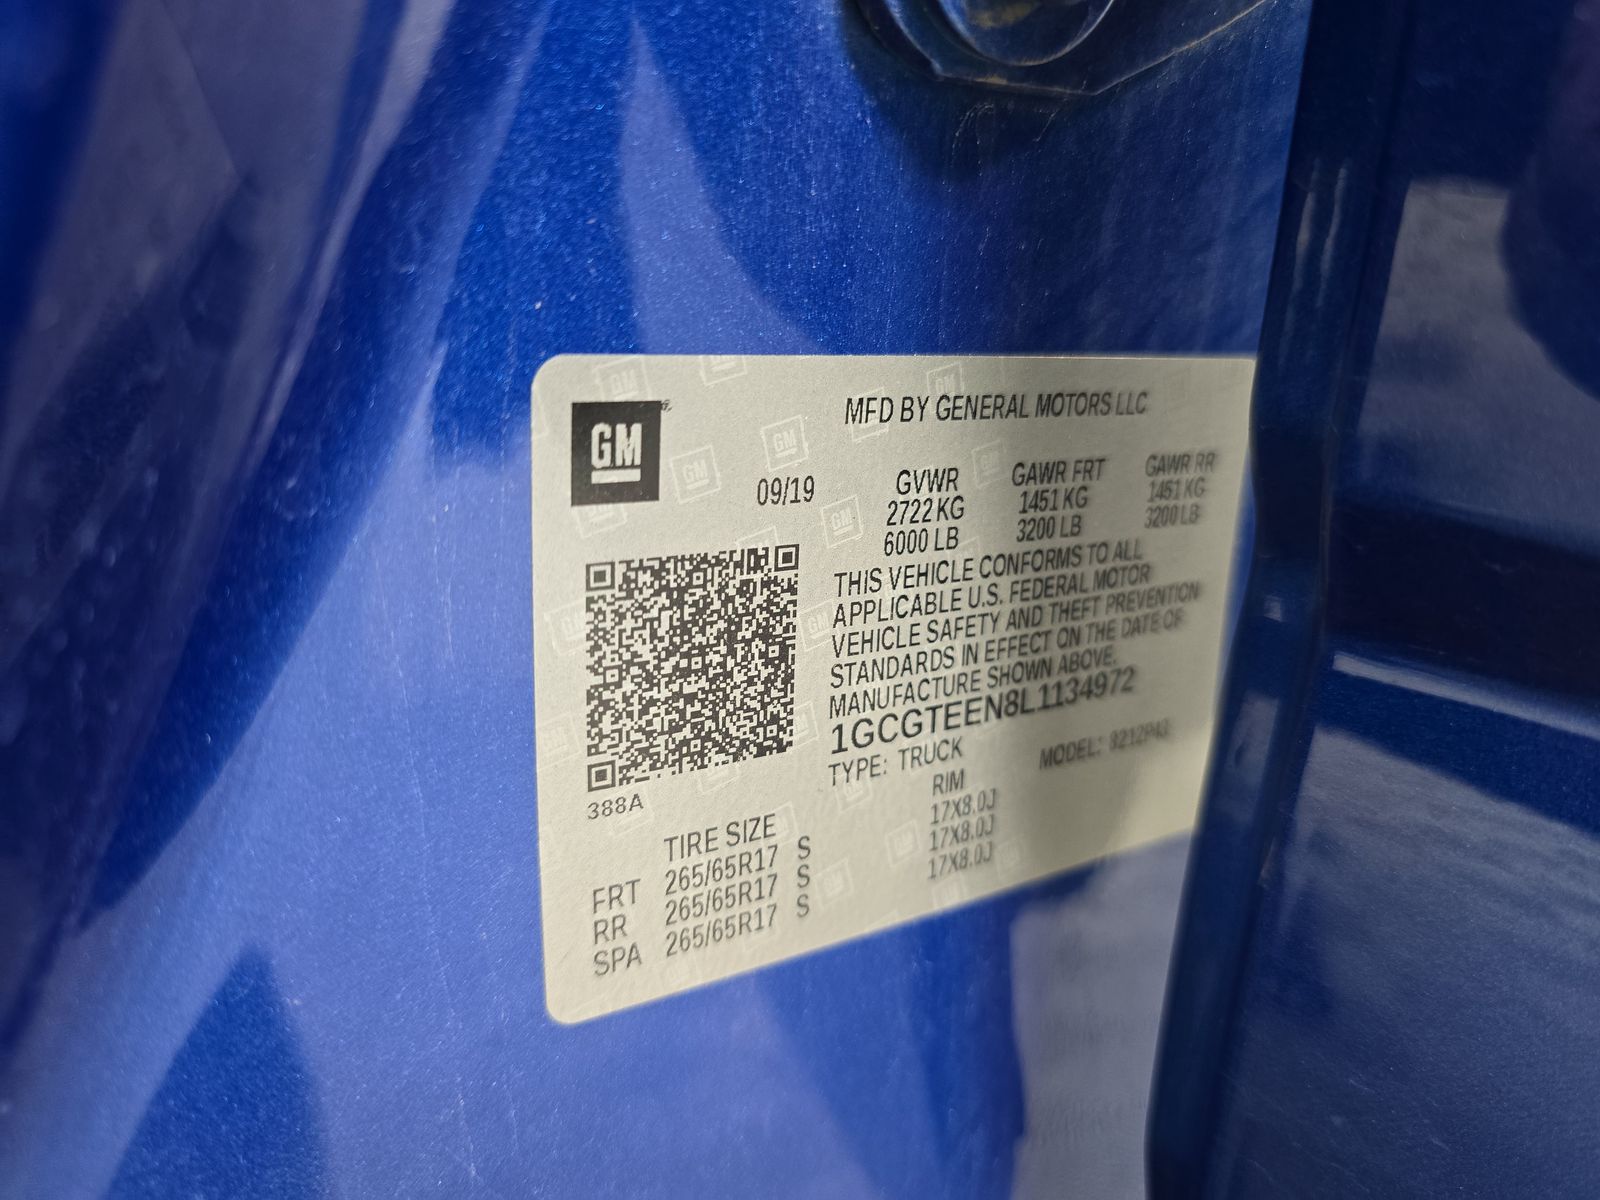 GM
MFD BY GENERAL MOTORS LLC
09/19
GVWR GAWR FRT GAWR RR
2722 KG 1451 KG 1451 KG
6000 LB 3200 LB 3200 LB
THIS VEHICLE CONFORMS TO ALL
APPLICABLE U.S. FEDERAL MOTOR
VEHICLE SAFETY AND THEFT PREVENTION
STANDARDS IN EFFECT ON THE DATE OF
MANUFACTURE SHOWN ABOVE.
1GCGTEEN8L1134972
TYPE: TRUCK MODEL:
388A
TIRE SIZE RIM
FRT 265/65R17 S 17X8.0J
RR 265/65R17 S 17X8.0J
SPA 265/65R17 S 17X8.0J